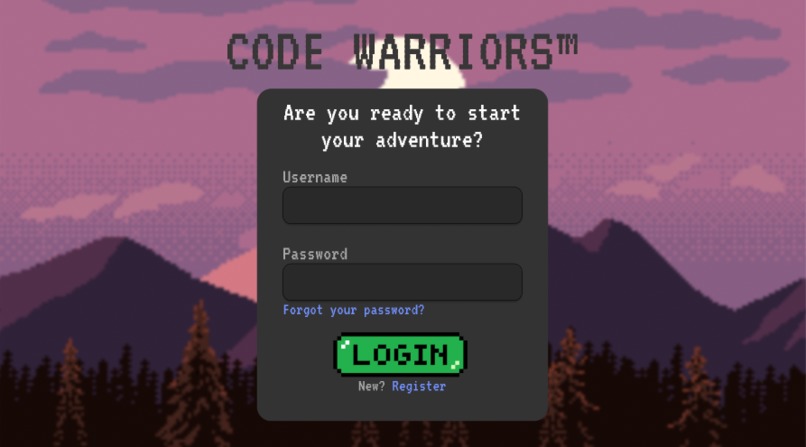 CODE WARRIORS™
Are you ready to start
your adventure?
Username
Password
Forgot your password?
LOGIN
New? Register